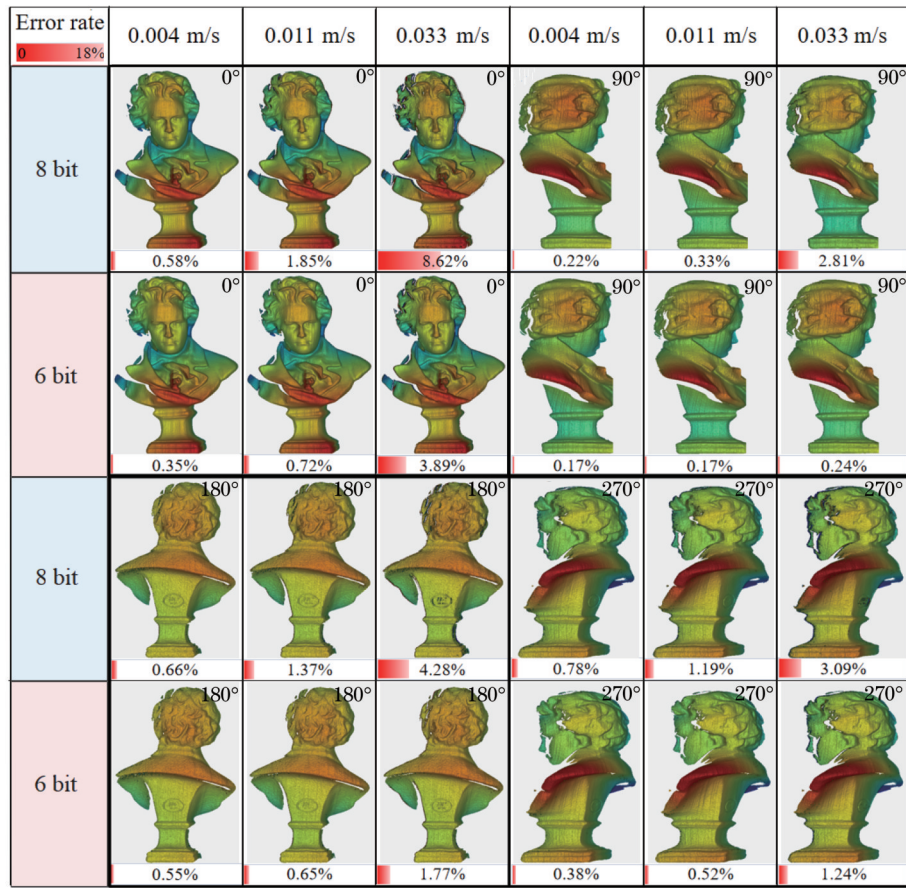 Error rate 0.004 m/s 0.011 m/s 0.033 m/s 0.004 m/s 0.011 m/s 0.033 m/s
0 18%
0° 0° 0° 90° 90° 90°
8 bit
0.58% 1.85% 8.62% 0.22% 0.33% 2.81%
0° 0° 0° 90° 90° 90°
6 bit
0.35% 0.72% 3.89% 0.17% 0.17% 0.24%
180° 180° 180° 270° 270° 270°
8 bit
0.66% 1.37% 4.28% 0.78% 1.19% 3.09%
180° 180° 180° 270° 270° 270°
6 bit
0.55% 0.65% 1.77% 0.38% 0.52% 1.24%